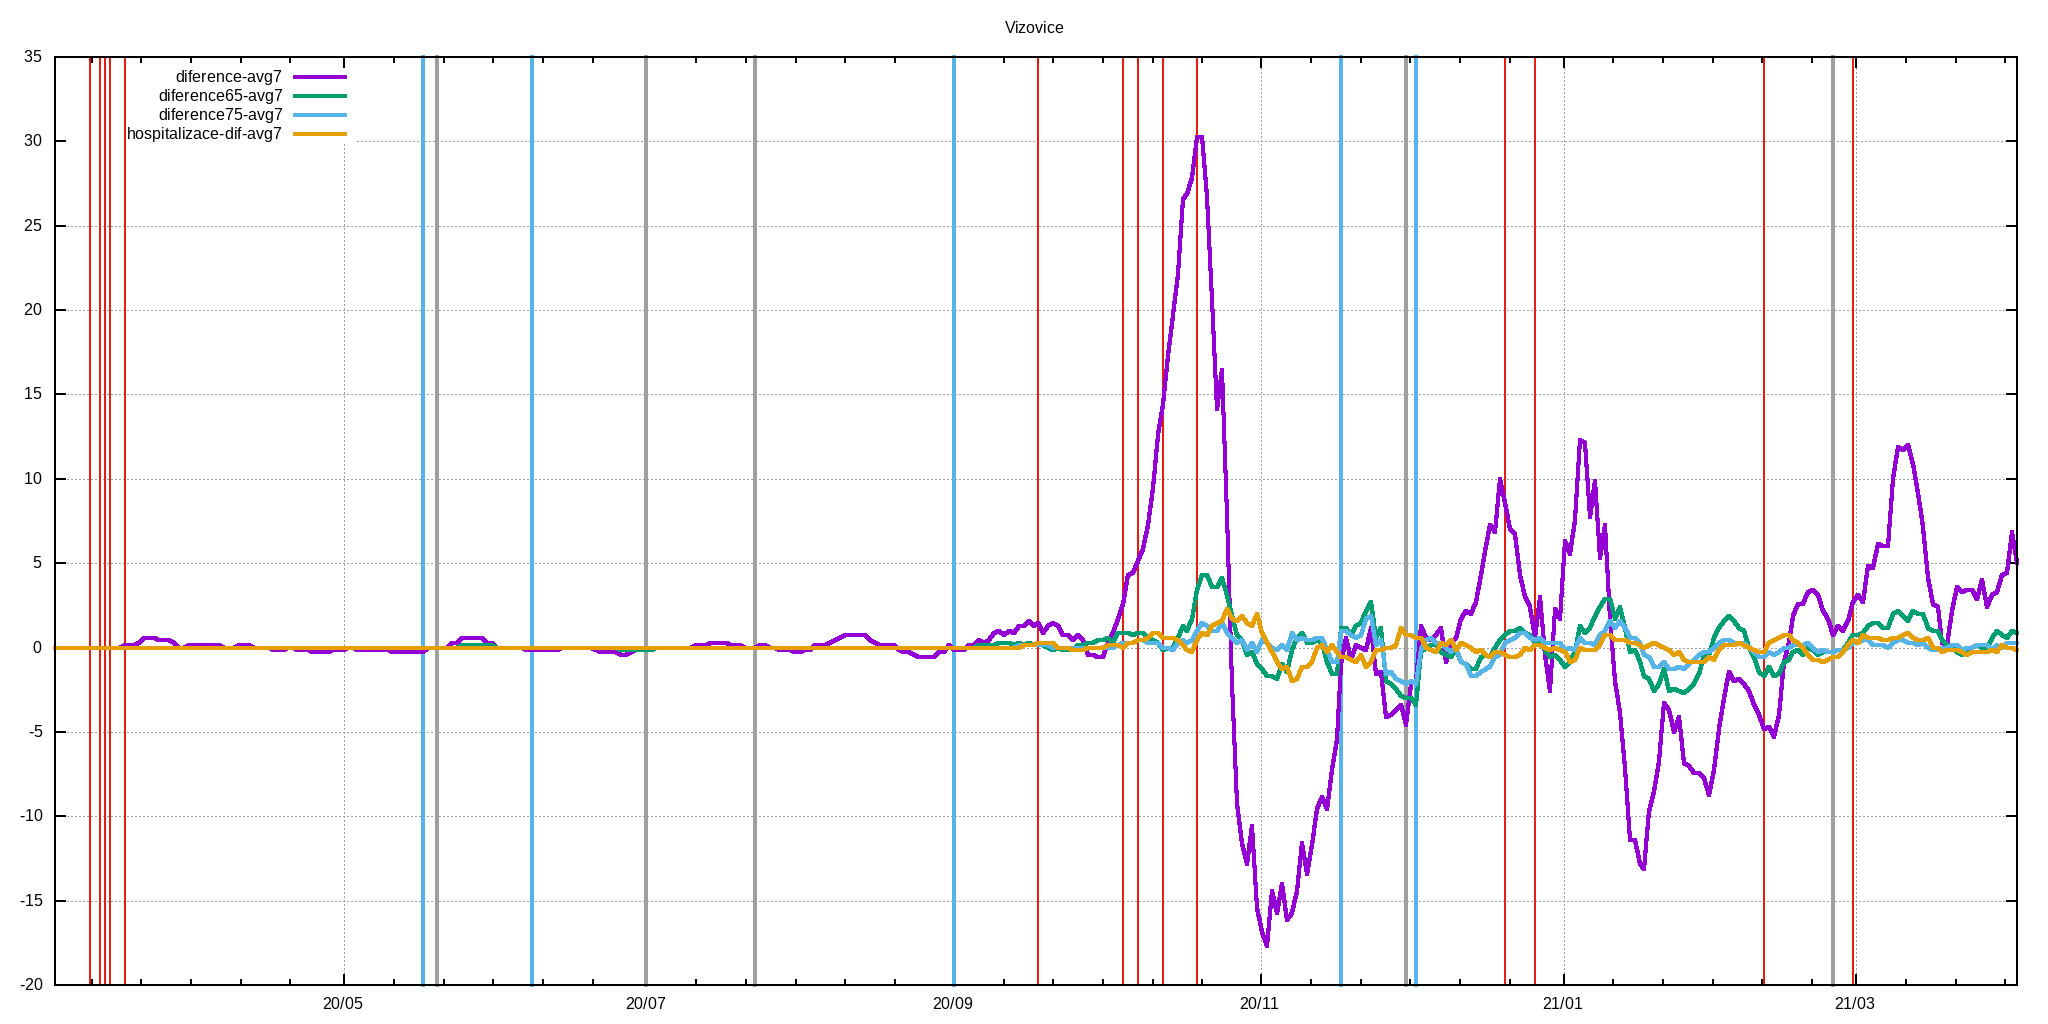 Vizovice
35
diference-avg7
diference65-avg7
diference75-avg7
hospitalizace-dif-avg7
30
25
20
15
10
5
0
-5
-10
-15
-20
20/05 20/07 20/09 20/11 21/01 21/03